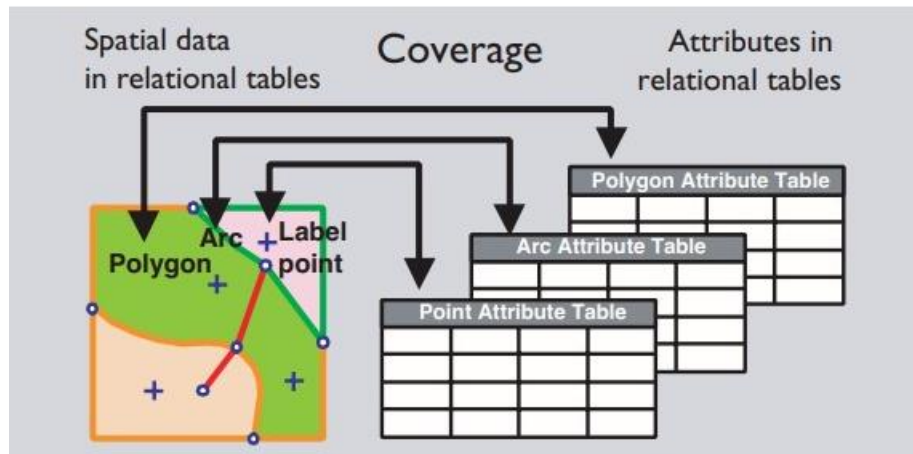 Spatial data
in relational tables
Coverage
Attributes in
relational tables
Polygon Attribute Table
Arc Label
Polygon point
Arc Attribute Table
Point Attribute Table